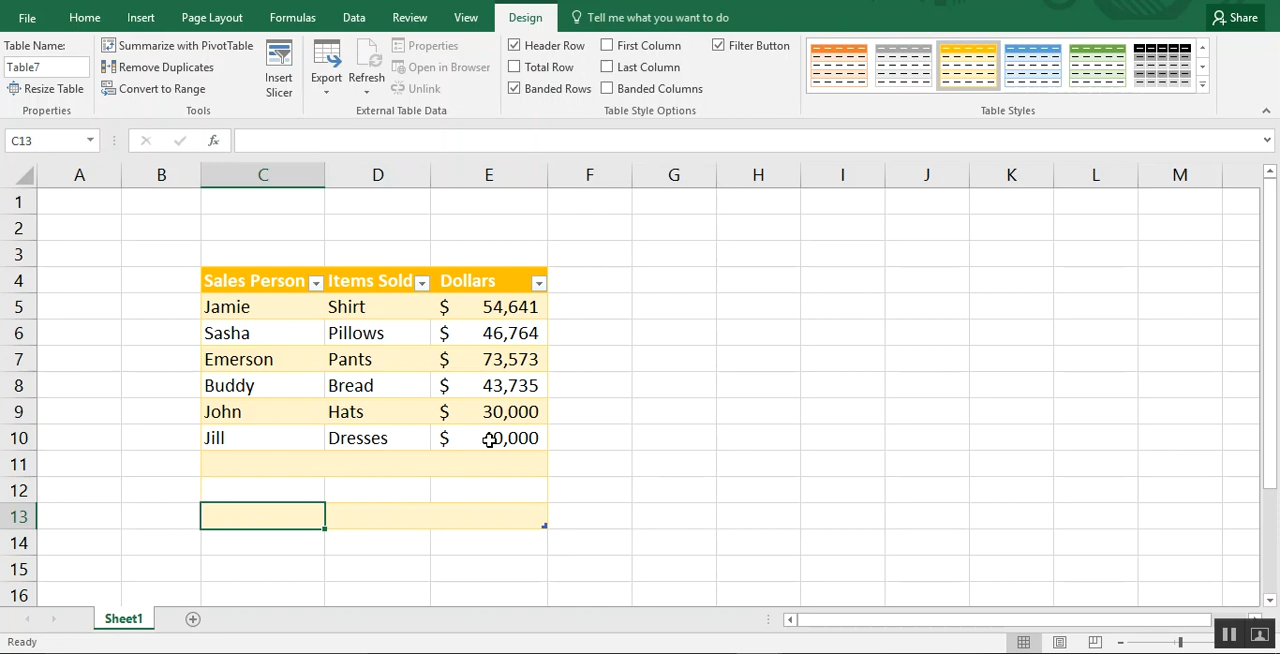 File Home Insert Page Layout Formulas Data Review View Design Tell me what you want to do Share
Table Name: Summarize with PivotTable Properties Header Row First Column Filter Button
Table7 Remove Duplicates Insert Slicer Export Refresh Open in Browser Total Row Last Column
Resize Table Convert to Range Unlink Banded Rows Banded Columns
Properties Tools External Table Data Table Style Options Table Styles
C13 fx
A B C D E F G H I J K L M
1
2
3
4 Sales Person Items Sold Dollars
5 Jamie Shirt $ 54,641
6 Sasha Pillows $ 46,764
7 Emerson Pants $ 73,573
8 Buddy Bread $ 43,735
9 John Hats $ 30,000
10 Jill Dresses $
11
12
13
14
15
16
Sheet1
Ready